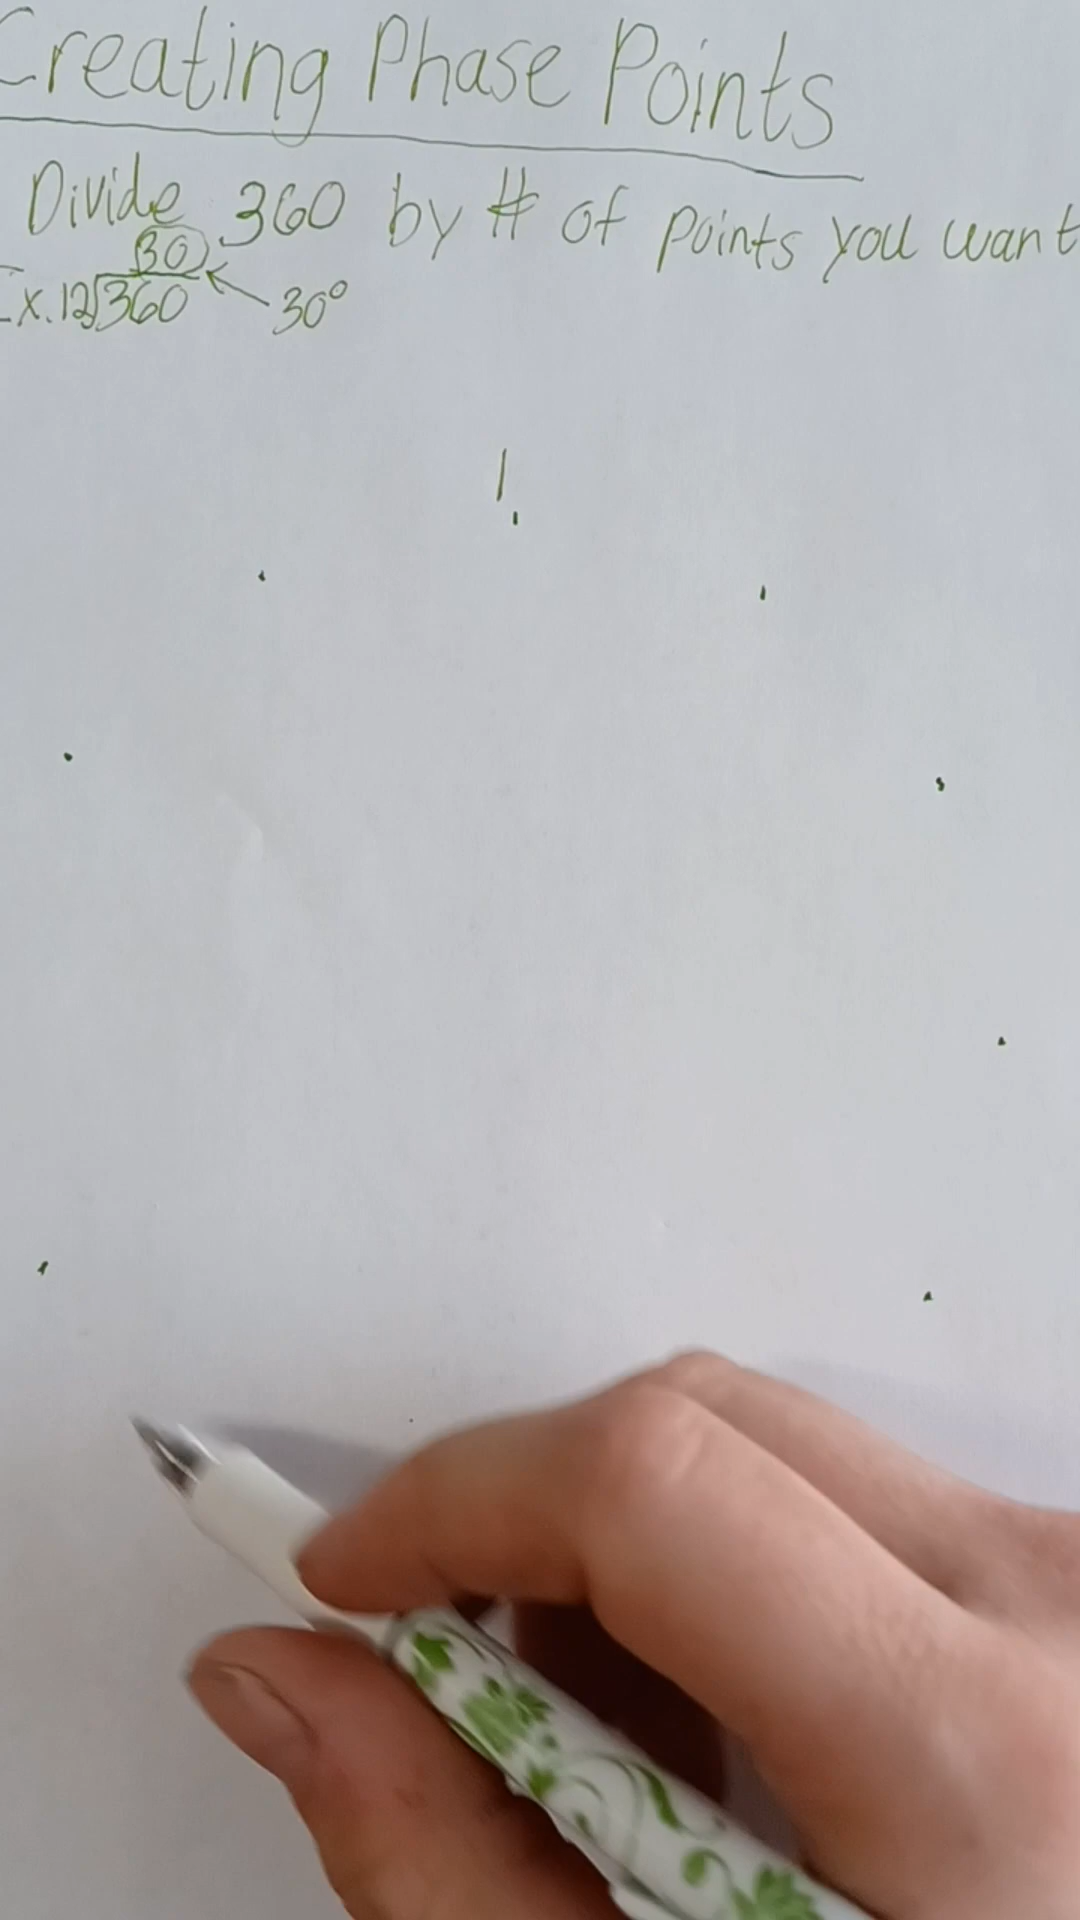 Creating Phase Points
Divide 360 by # of points you want
30
Ex. 12)360 30°
1